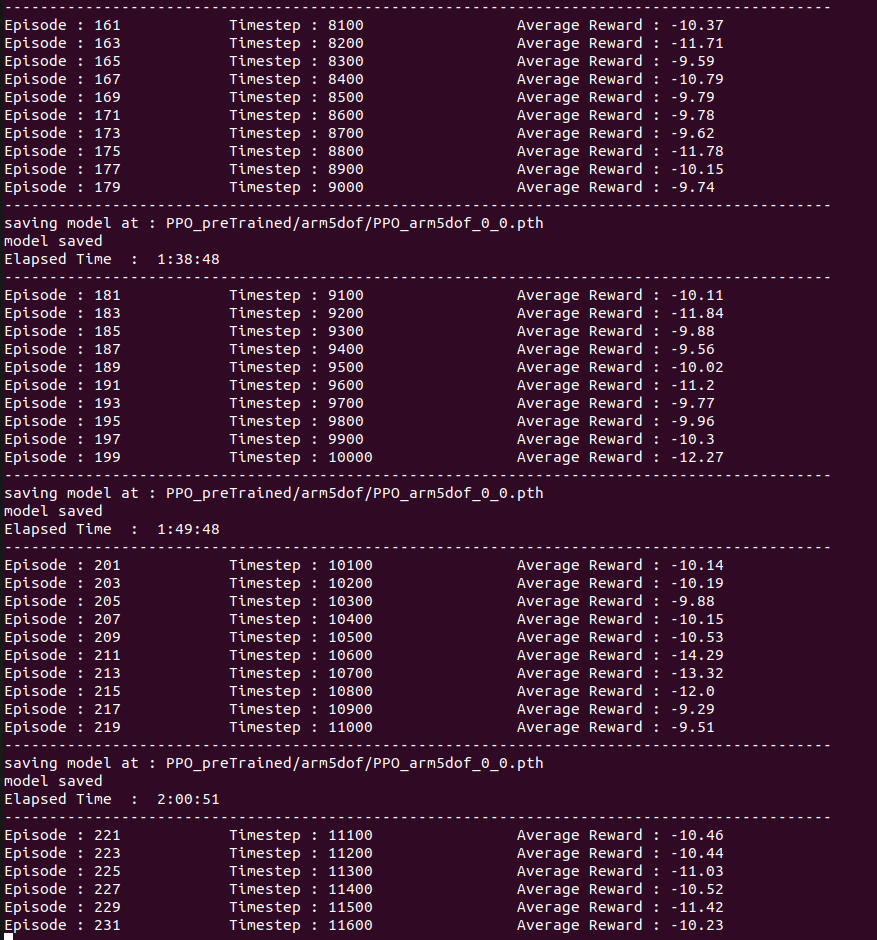 --------------------------------------------------------------------------------------------
Episode : 161 Timestep : 8100 Average Reward : -10.37
Episode : 163 Timestep : 8200 Average Reward : -11.71
Episode : 165 Timestep : 8300 Average Reward : -9.59
Episode : 167 Timestep : 8400 Average Reward : -10.79
Episode : 169 Timestep : 8500 Average Reward : -9.79
Episode : 171 Timestep : 8600 Average Reward : -9.78
Episode : 173 Timestep : 8700 Average Reward : -9.62
Episode : 175 Timestep : 8800 Average Reward : -11.78
Episode : 177 Timestep : 8900 Average Reward : -10.15
Episode : 179 Timestep : 9000 Average Reward : -9.74
--------------------------------------------------------------------------------------------
saving model at : PPO_preTrained/arm5dof/PPO_arm5dof_0_0.pth
model saved
Elapsed Time : 1:38:48
--------------------------------------------------------------------------------------------
Episode : 181 Timestep : 9100 Average Reward : -10.11
Episode : 183 Timestep : 9200 Average Reward : -11.84
Episode : 185 Timestep : 9300 Average Reward : -9.88
Episode : 187 Timestep : 9400 Average Reward : -9.56
Episode : 189 Timestep : 9500 Average Reward : -10.02
Episode : 191 Timestep : 9600 Average Reward : -11.2
Episode : 193 Timestep : 9700 Average Reward : -9.77
Episode : 195 Timestep : 9800 Average Reward : -9.96
Episode : 197 Timestep : 9900 Average Reward : -10.3
Episode : 199 Timestep : 10000 Average Reward : -12.27
--------------------------------------------------------------------------------------------
saving model at : PPO_preTrained/arm5dof/PPO_arm5dof_0_0.pth
model saved
Elapsed Time : 1:49:48
--------------------------------------------------------------------------------------------
Episode : 201 Timestep : 10100 Average Reward : -10.14
Episode : 203 Timestep : 10200 Average Reward : -10.19
Episode : 205 Timestep : 10300 Average Reward : -9.88
Episode : 207 Timestep : 10400 Average Reward : -10.15
Episode : 209 Timestep : 10500 Average Reward : -10.53
Episode : 211 Timestep : 10600 Average Reward : -14.29
Episode : 213 Timestep : 10700 Average Reward : -13.32
Episode : 215 Timestep : 10800 Average Reward : -12.0
Episode : 217 Timestep : 10900 Average Reward : -9.29
Episode : 219 Timestep : 11000 Average Reward : -9.51
--------------------------------------------------------------------------------------------
saving model at : PPO_preTrained/arm5dof/PPO_arm5dof_0_0.pth
model saved
Elapsed Time : 2:00:51
--------------------------------------------------------------------------------------------
Episode : 221 Timestep : 11100 Average Reward : -10.46
Episode : 223 Timestep : 11200 Average Reward : -10.44
Episode : 225 Timestep : 11300 Average Reward : -11.03
Episode : 227 Timestep : 11400 Average Reward : -10.52
Episode : 229 Timestep : 11500 Average Reward : -11.42
Episode : 231 Timestep : 11600 Average Reward : -10.23